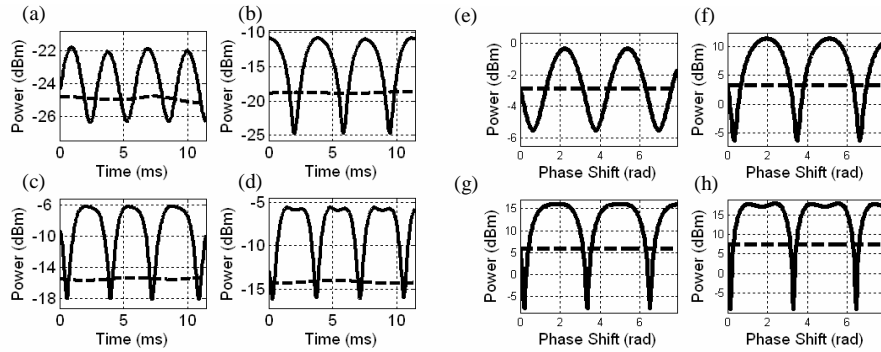 (a)
Power (dBm)
-22
-24
-26
0 5 10
Time (ms)
(b)
Power (dBm)
-10
-15
-20
-25
0 5 10
Time (ms)
(c)
Power (dBm)
-6
-10
-14
-18
0 5 10
Time (ms)
(d)
Power (dBm)
-5
-10
-15
0 5 10
Time (ms)
(e)
Power (dBm)
0
-2
-4
-6
0 2 4 6
Phase Shift (rad)
(f)
Power (dBm)
10
5
0
-5
0 2 4 6
Phase Shift (rad)
(g)
Power (dBm)
15
10
5
0
-5
0 2 4 6
Phase Shift (rad)
(h)
Power (dBm)
15
10
5
0
-5
0 2 4 6
Phase Shift (rad)